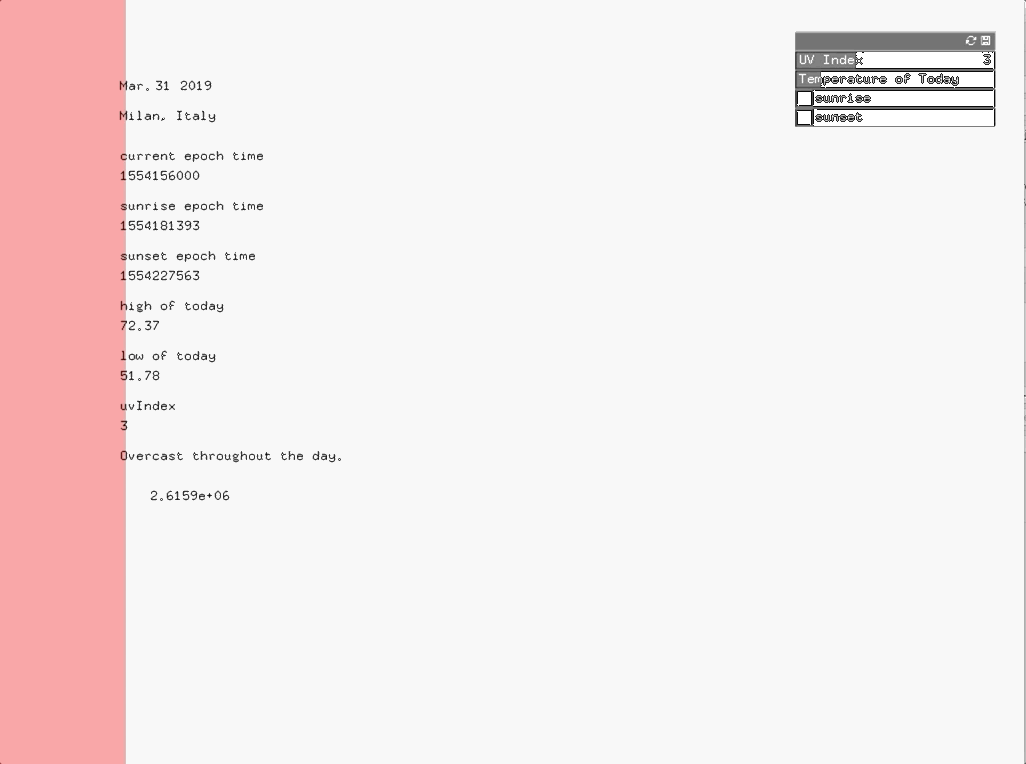 Mar. 31 2019
Milan, Italy
current epoch time
1554156000
sunrise epoch time
1554181393
sunset epoch time
1554227563
high of today
72.37
low of today
51.78
uvIndex
3
Overcast throughout the day.
2.6159e+06
UV Index 3
Temperature of Today
sunrise
sunset